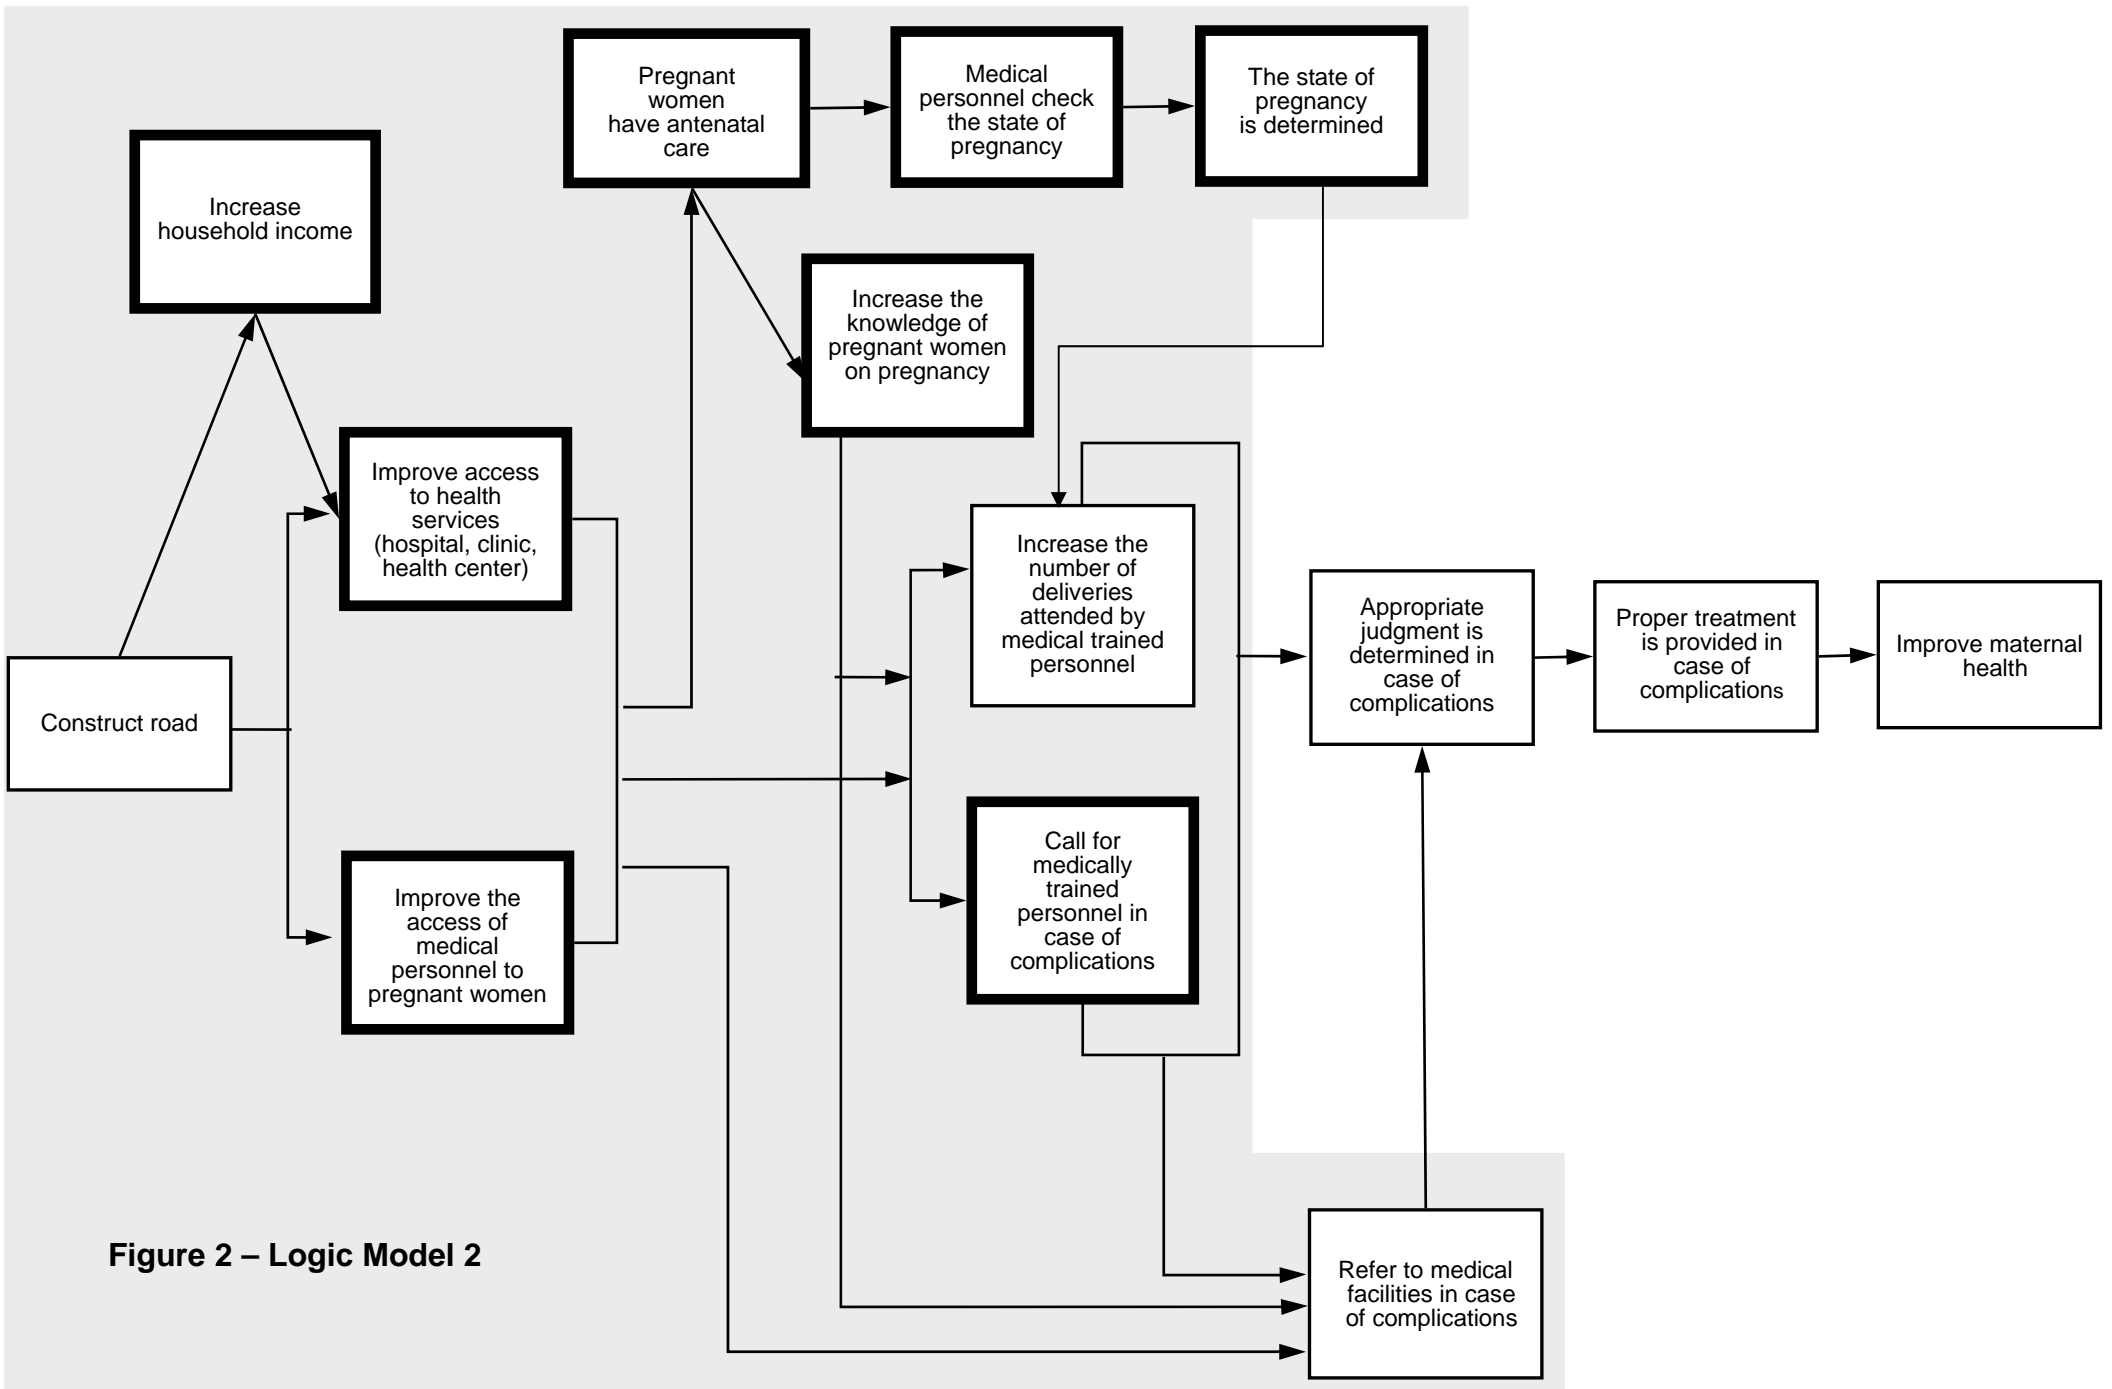 Pregnant
women
have antenatal
care
Medical
personnel check
the state of
pregnancy
The state of
pregnancy
is determined
Increase
household income
Increase the
knowledge of
pregnant women
on pregnancy
Improve access
to health
services
(hospital, clinic,
health center)
Increase the
number of
deliveries
attended by
medical trained
personnel
Appropriate
judgment is
determined in
case of
complications
Proper treatment
is provided in
case of
complications
Improve maternal
health
Construct road
Call for
medically
trained
personnel in
case of
complications
Improve the
access of
medical
personnel to
pregnant women
Figure 2 – Logic Model 2
Refer to medical
facilities in case
of complications